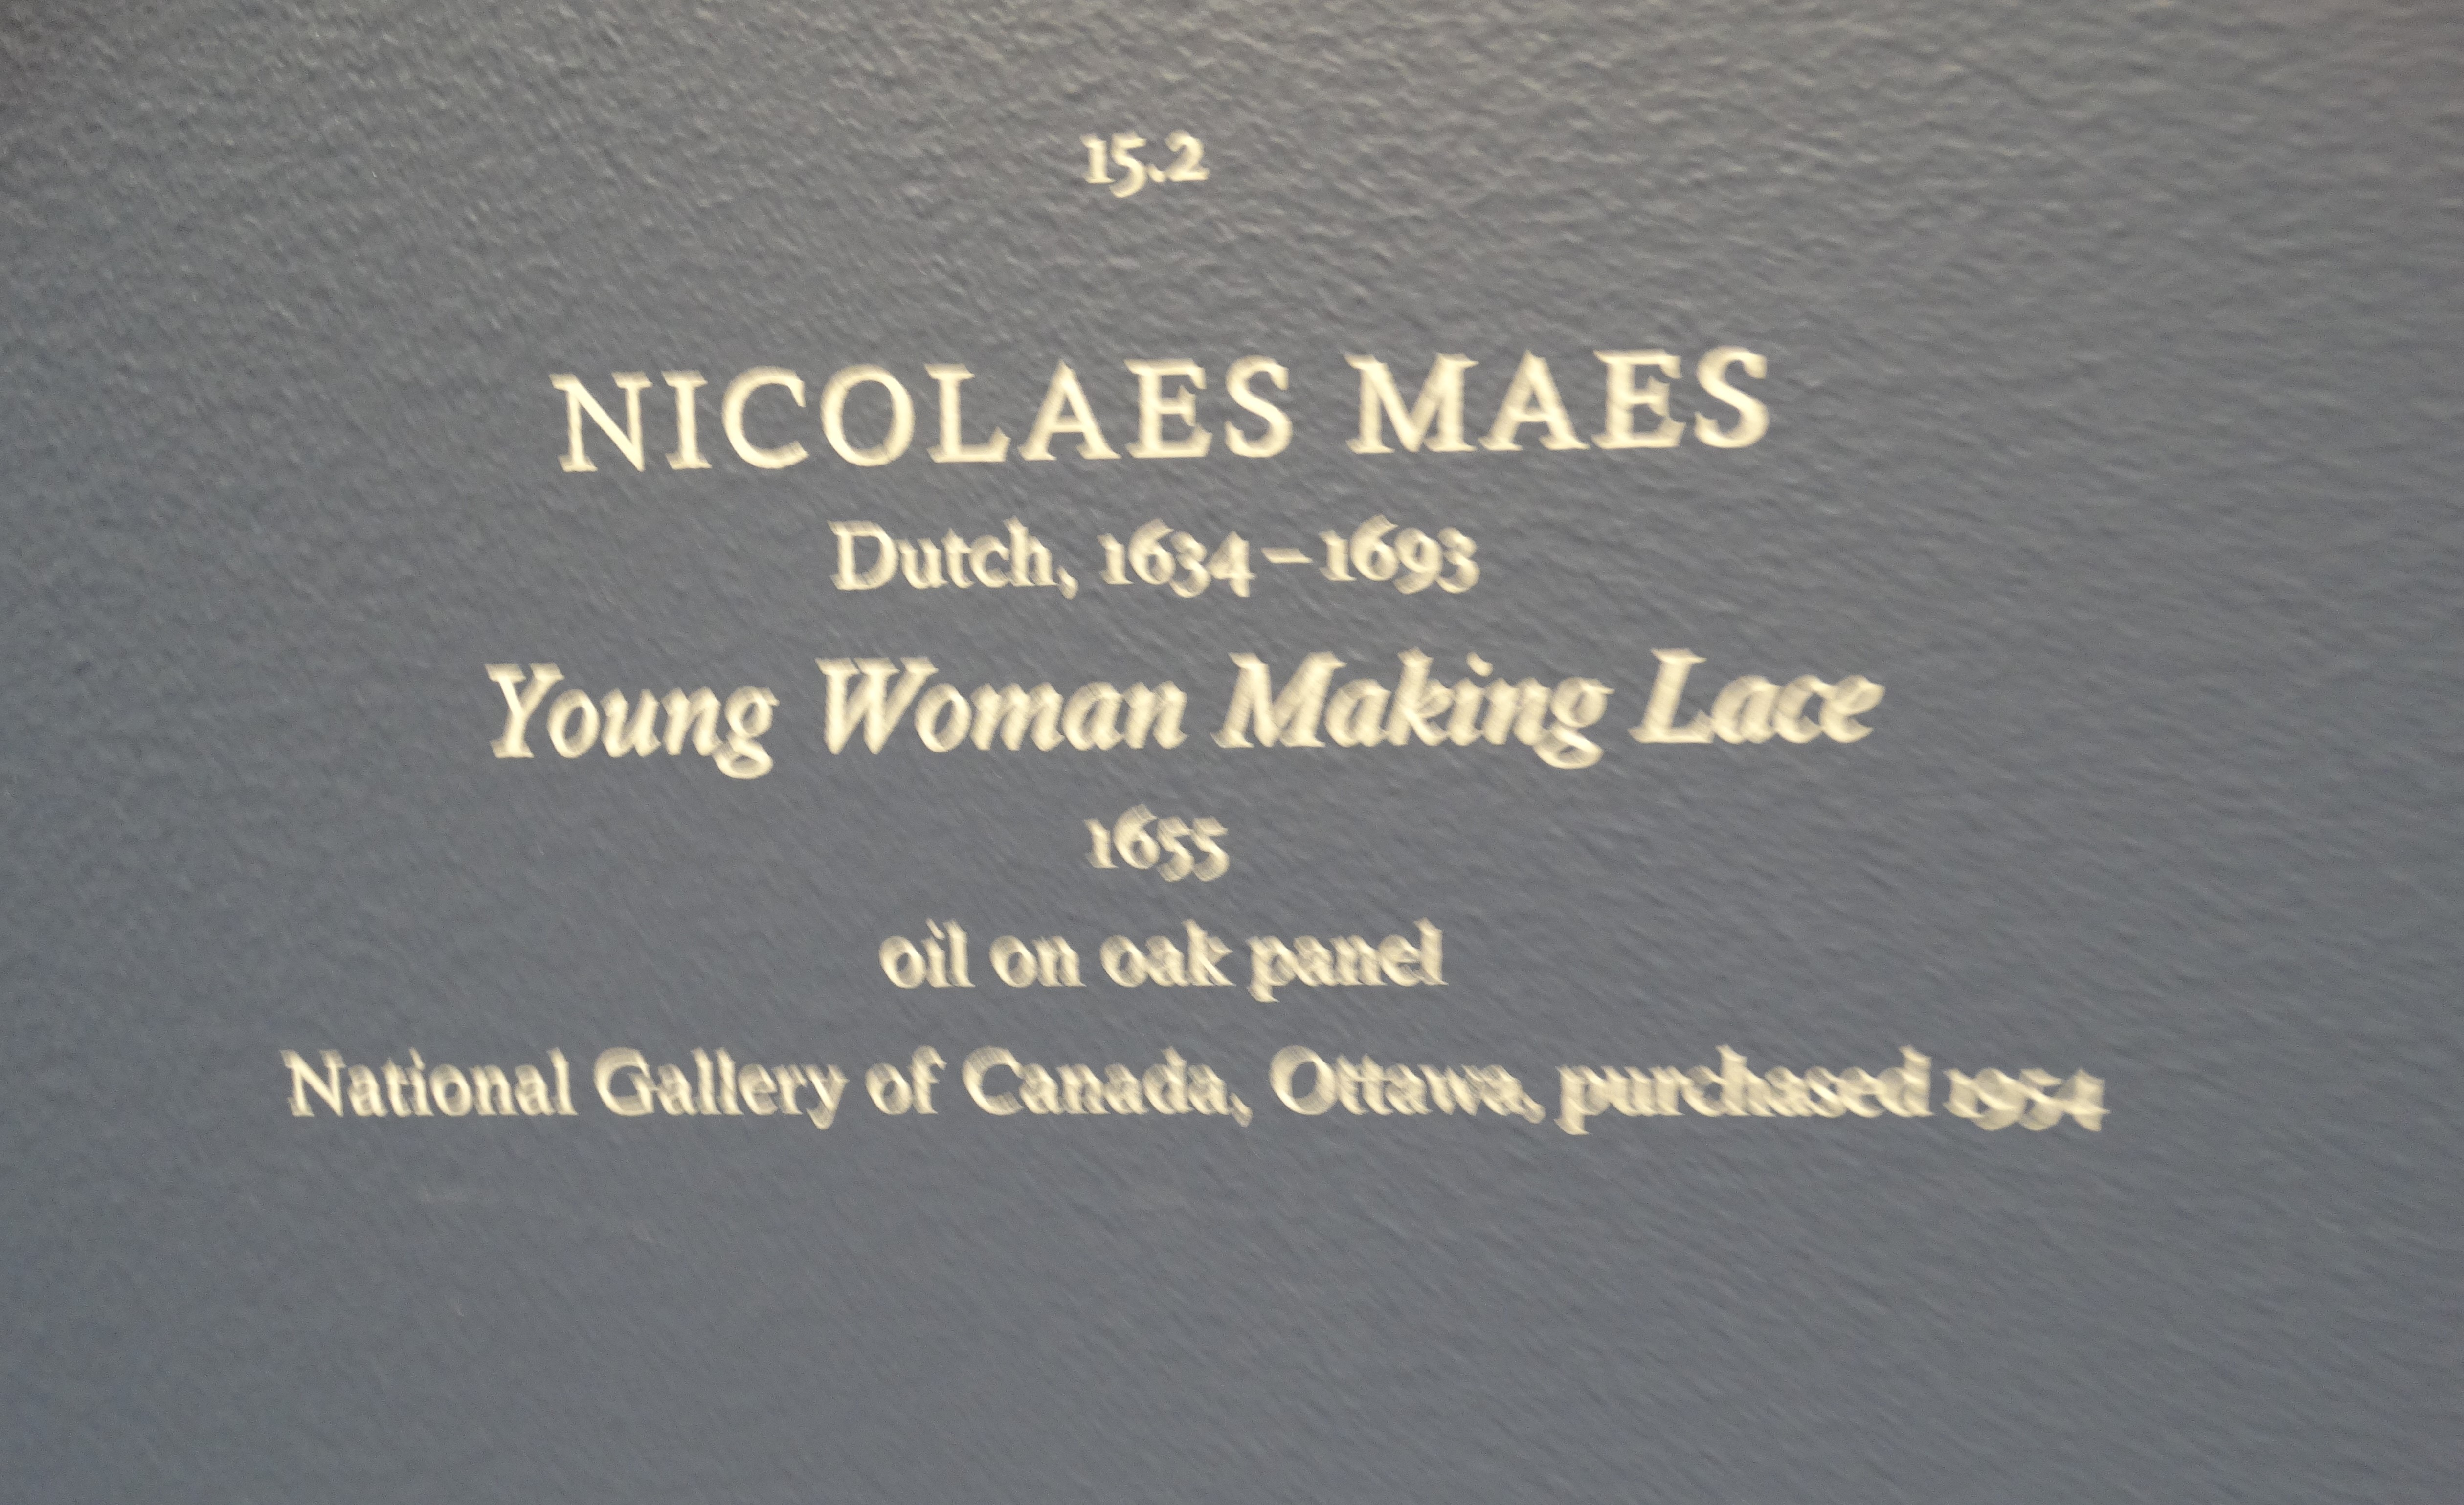 15.2
NICOLAES MAES
Dutch, 1634–1693
Young Woman Making Lace
1655
oil on oak panel
National Gallery of Canada, Ottawa, purchased 1954